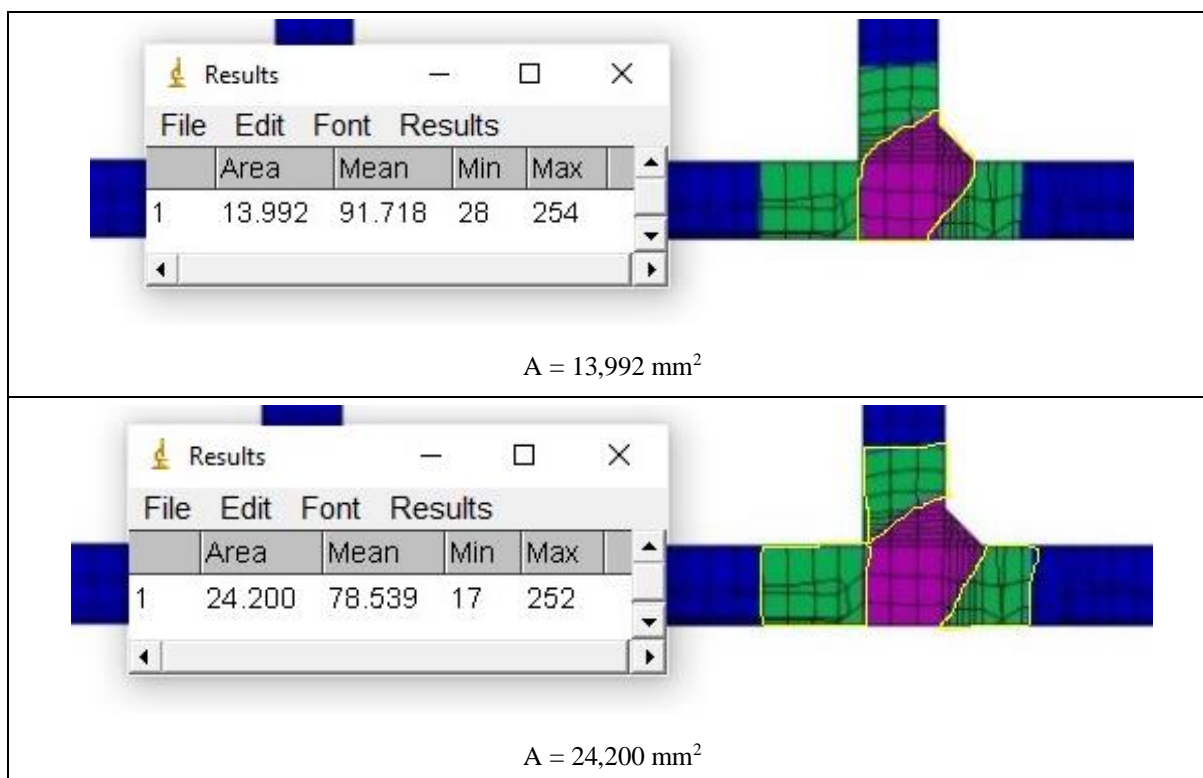 Results
File Edit Font Results
Area Mean Min Max
1 13.992 91.718 28 254
A = 13,992 mm²
Results
File Edit Font Results
Area Mean Min Max
1 24.200 78.539 17 252
A = 24,200 mm²